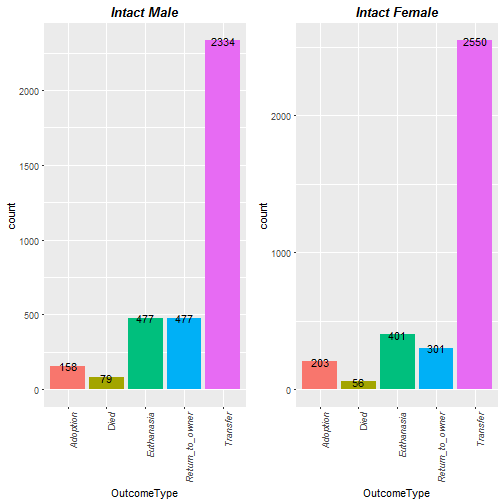 Intact Male
count
2000
1500
1000
500
0
158
79
477
477
2334
Adoption
Died
Euthanasia
Return_to_owner
Transfer
OutcomeType
Intact Female
count
2000
1000
0
203
56
401
301
2550
Adoption
Died
Euthanasia
Return_to_owner
Transfer
OutcomeType